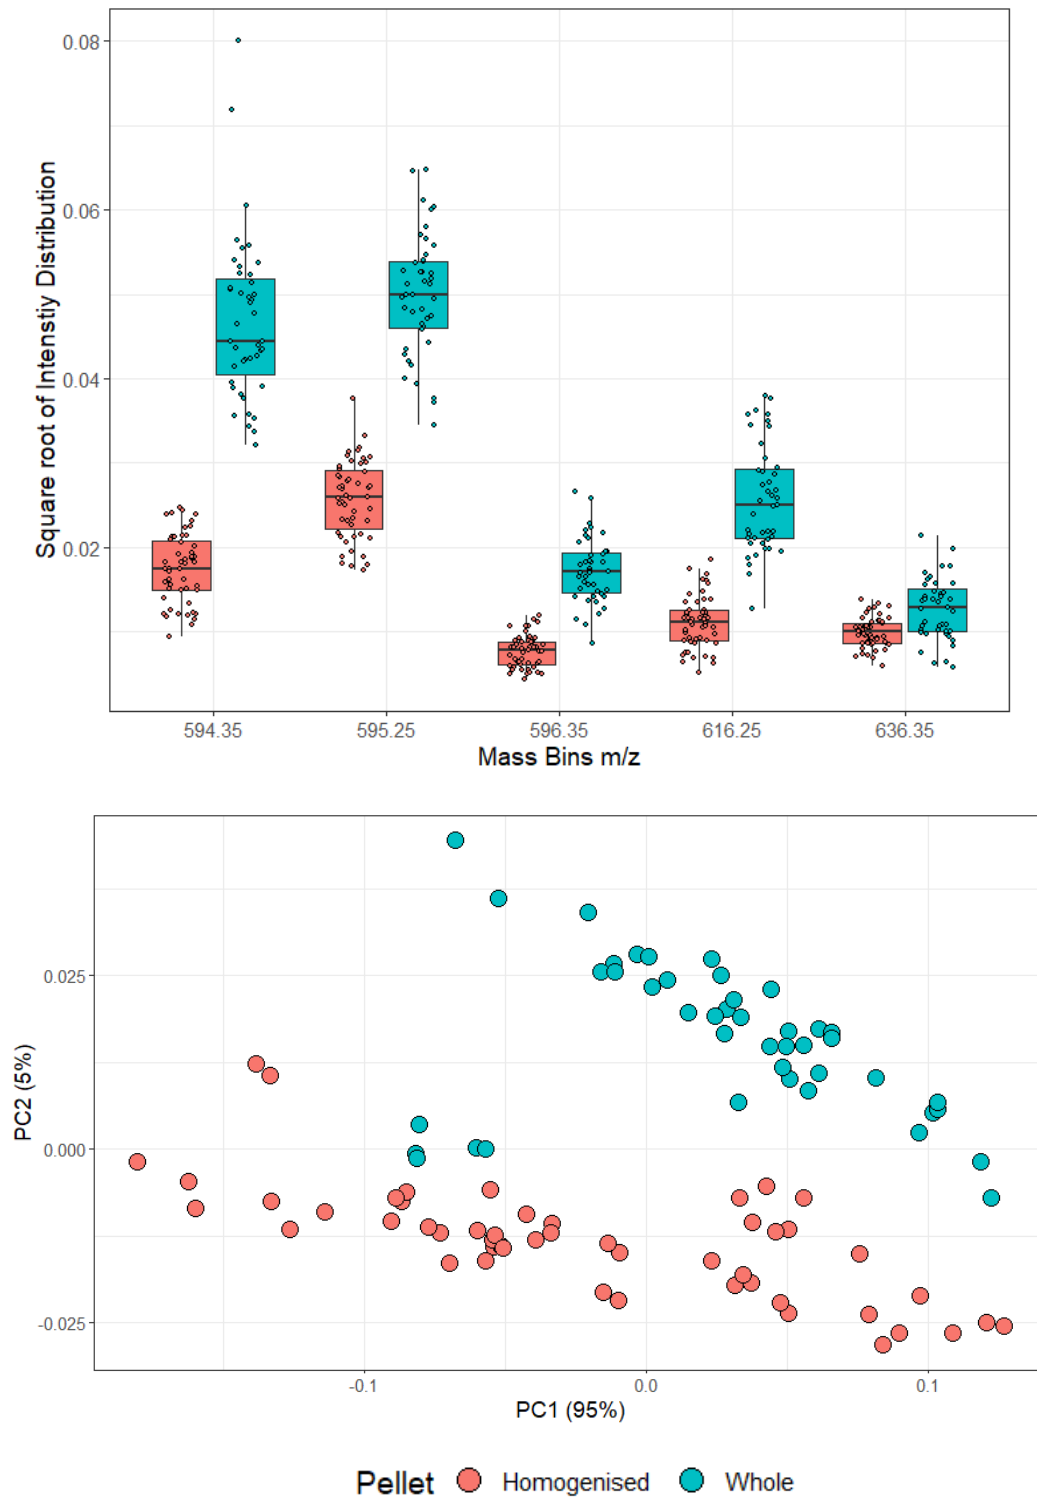 0.08
0.06
0.04
0.02
Square root of Intenstiy Distribution
594.35 595.25 596.35 616.25 636.35
Mass Bins m/z
0.025
0.000
-0.025
PC2 (5%)
-0.1 0.0 0.1
PC1 (95%)
Pellet Homogenised Whole